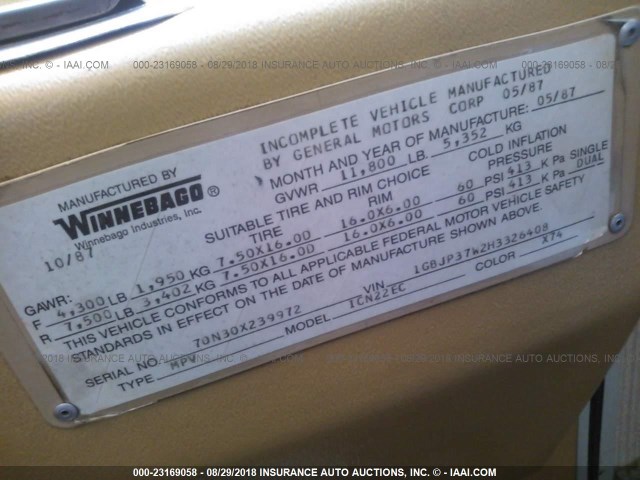 000-23169058 - 08/29/2018 INSURANCE AUTO AUCTIONS, INC. © - IAAI.COM
MANUFACTURED BY
WINNEBAGO®
Winnebago Industries, Inc.
10/87
INCOMPLETE VEHICLE MANUFACTURED
BY GENERAL MOTORS CORP 05/87
MONTH AND YEAR OF MANUFACTURE: 05/87
GVWR 11,800 LB. 5,352 KG
SUITABLE TIRE AND RIM CHOICE COLD INFLATION
TIRE RIM PRESSURE
GAWR:
F 4,300 LB 1,950 KG 7.50X16.00 16.0X6.00 60 PSI 413 K Pa SINGLE
R 7,500 LB 3,402 KG 7.50X16.00 16.0X6.00 60 PSI 413 K Pa DUAL
THIS VEHICLE CONFORMS TO ALL APPLICABLE FEDERAL MOTOR VEHICLE SAFETY
STANDARDS IN EFFECT ON THE DATE OF MANUFACTURE SHOWN ABOVE.
SERIAL NO. 70N30X239972 VIN 1GBJP37W2H3326408
TYPE MPV MODEL ICN22EC COLOR X74
000-23169058 - 08/29/2018 INSURANCE AUTO AUCTIONS, INC. © - IAAI.COM